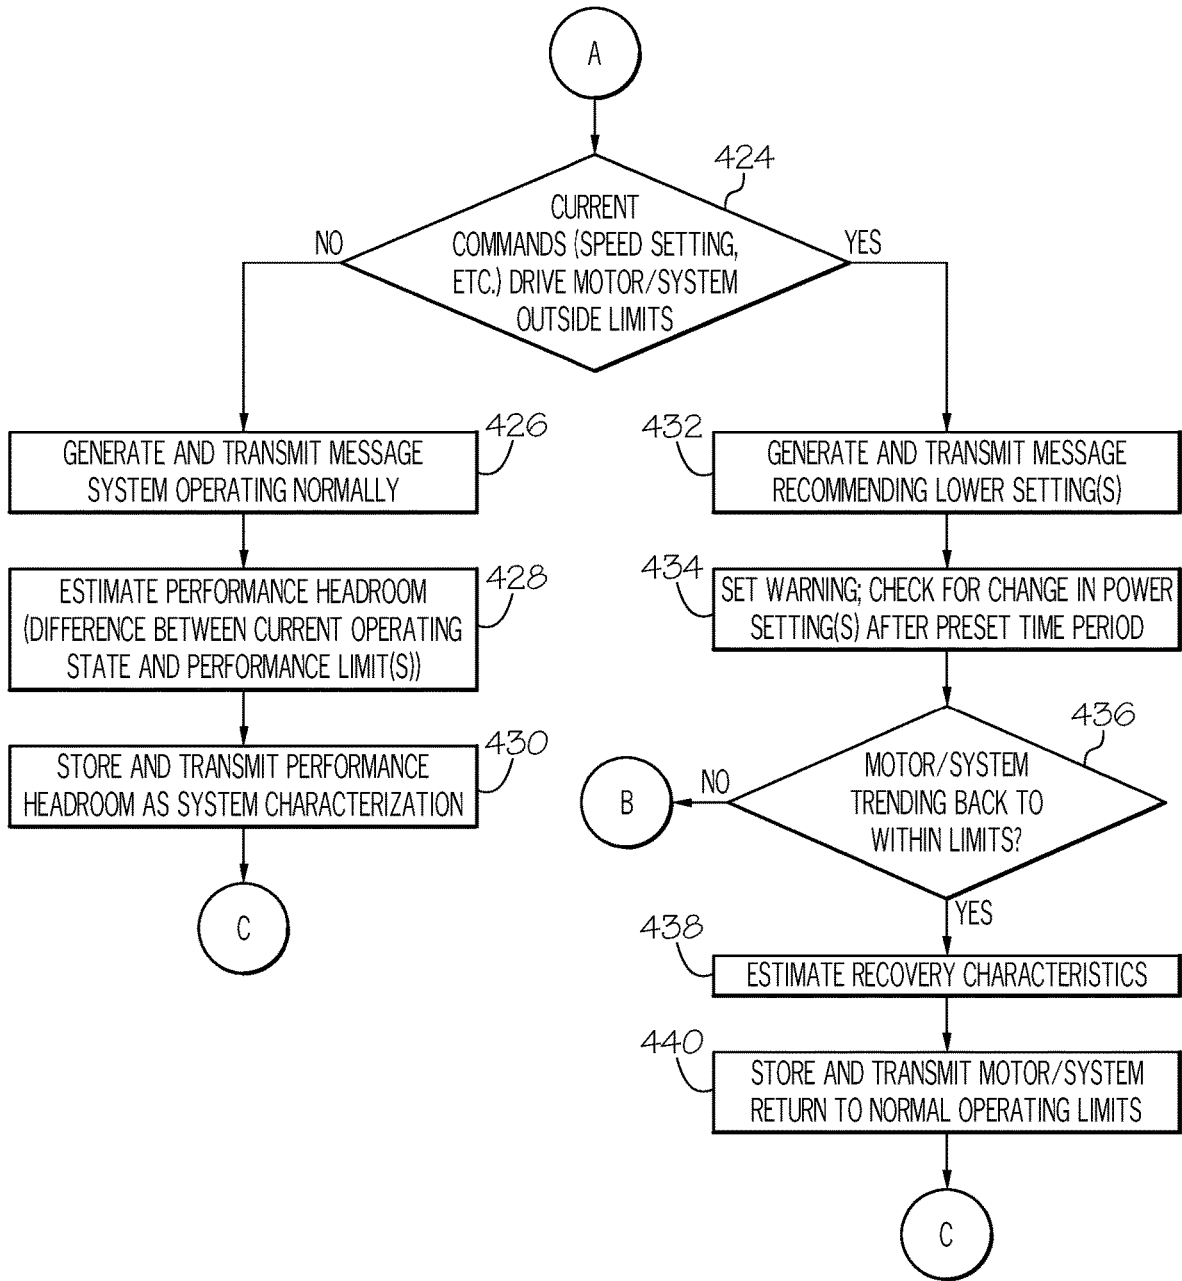 A
424
CURRENT
COMMANDS (SPEED SETTING,
ETC.) DRIVE MOTOR/SYSTEM
OUTSIDE LIMITS
NO
YES
426
GENERATE AND TRANSMIT MESSAGE
SYSTEM OPERATING NORMALLY
428
ESTIMATE PERFORMANCE HEADROOM
(DIFFERENCE BETWEEN CURRENT OPERATING
STATE AND PERFORMANCE LIMIT(S))
430
STORE AND TRANSMIT PERFORMANCE
HEADROOM AS SYSTEM CHARACTERIZATION
C
432
GENERATE AND TRANSMIT MESSAGE
RECOMMENDING LOWER SETTING(S)
434
SET WARNING; CHECK FOR CHANGE IN POWER
SETTING(S) AFTER PRESET TIME PERIOD
436
MOTOR/SYSTEM
TRENDING BACK TO
WITHIN LIMITS?
NO
B
YES
438
ESTIMATE RECOVERY CHARACTERISTICS
440
STORE AND TRANSMIT MOTOR/SYSTEM
RETURN TO NORMAL OPERATING LIMITS
C